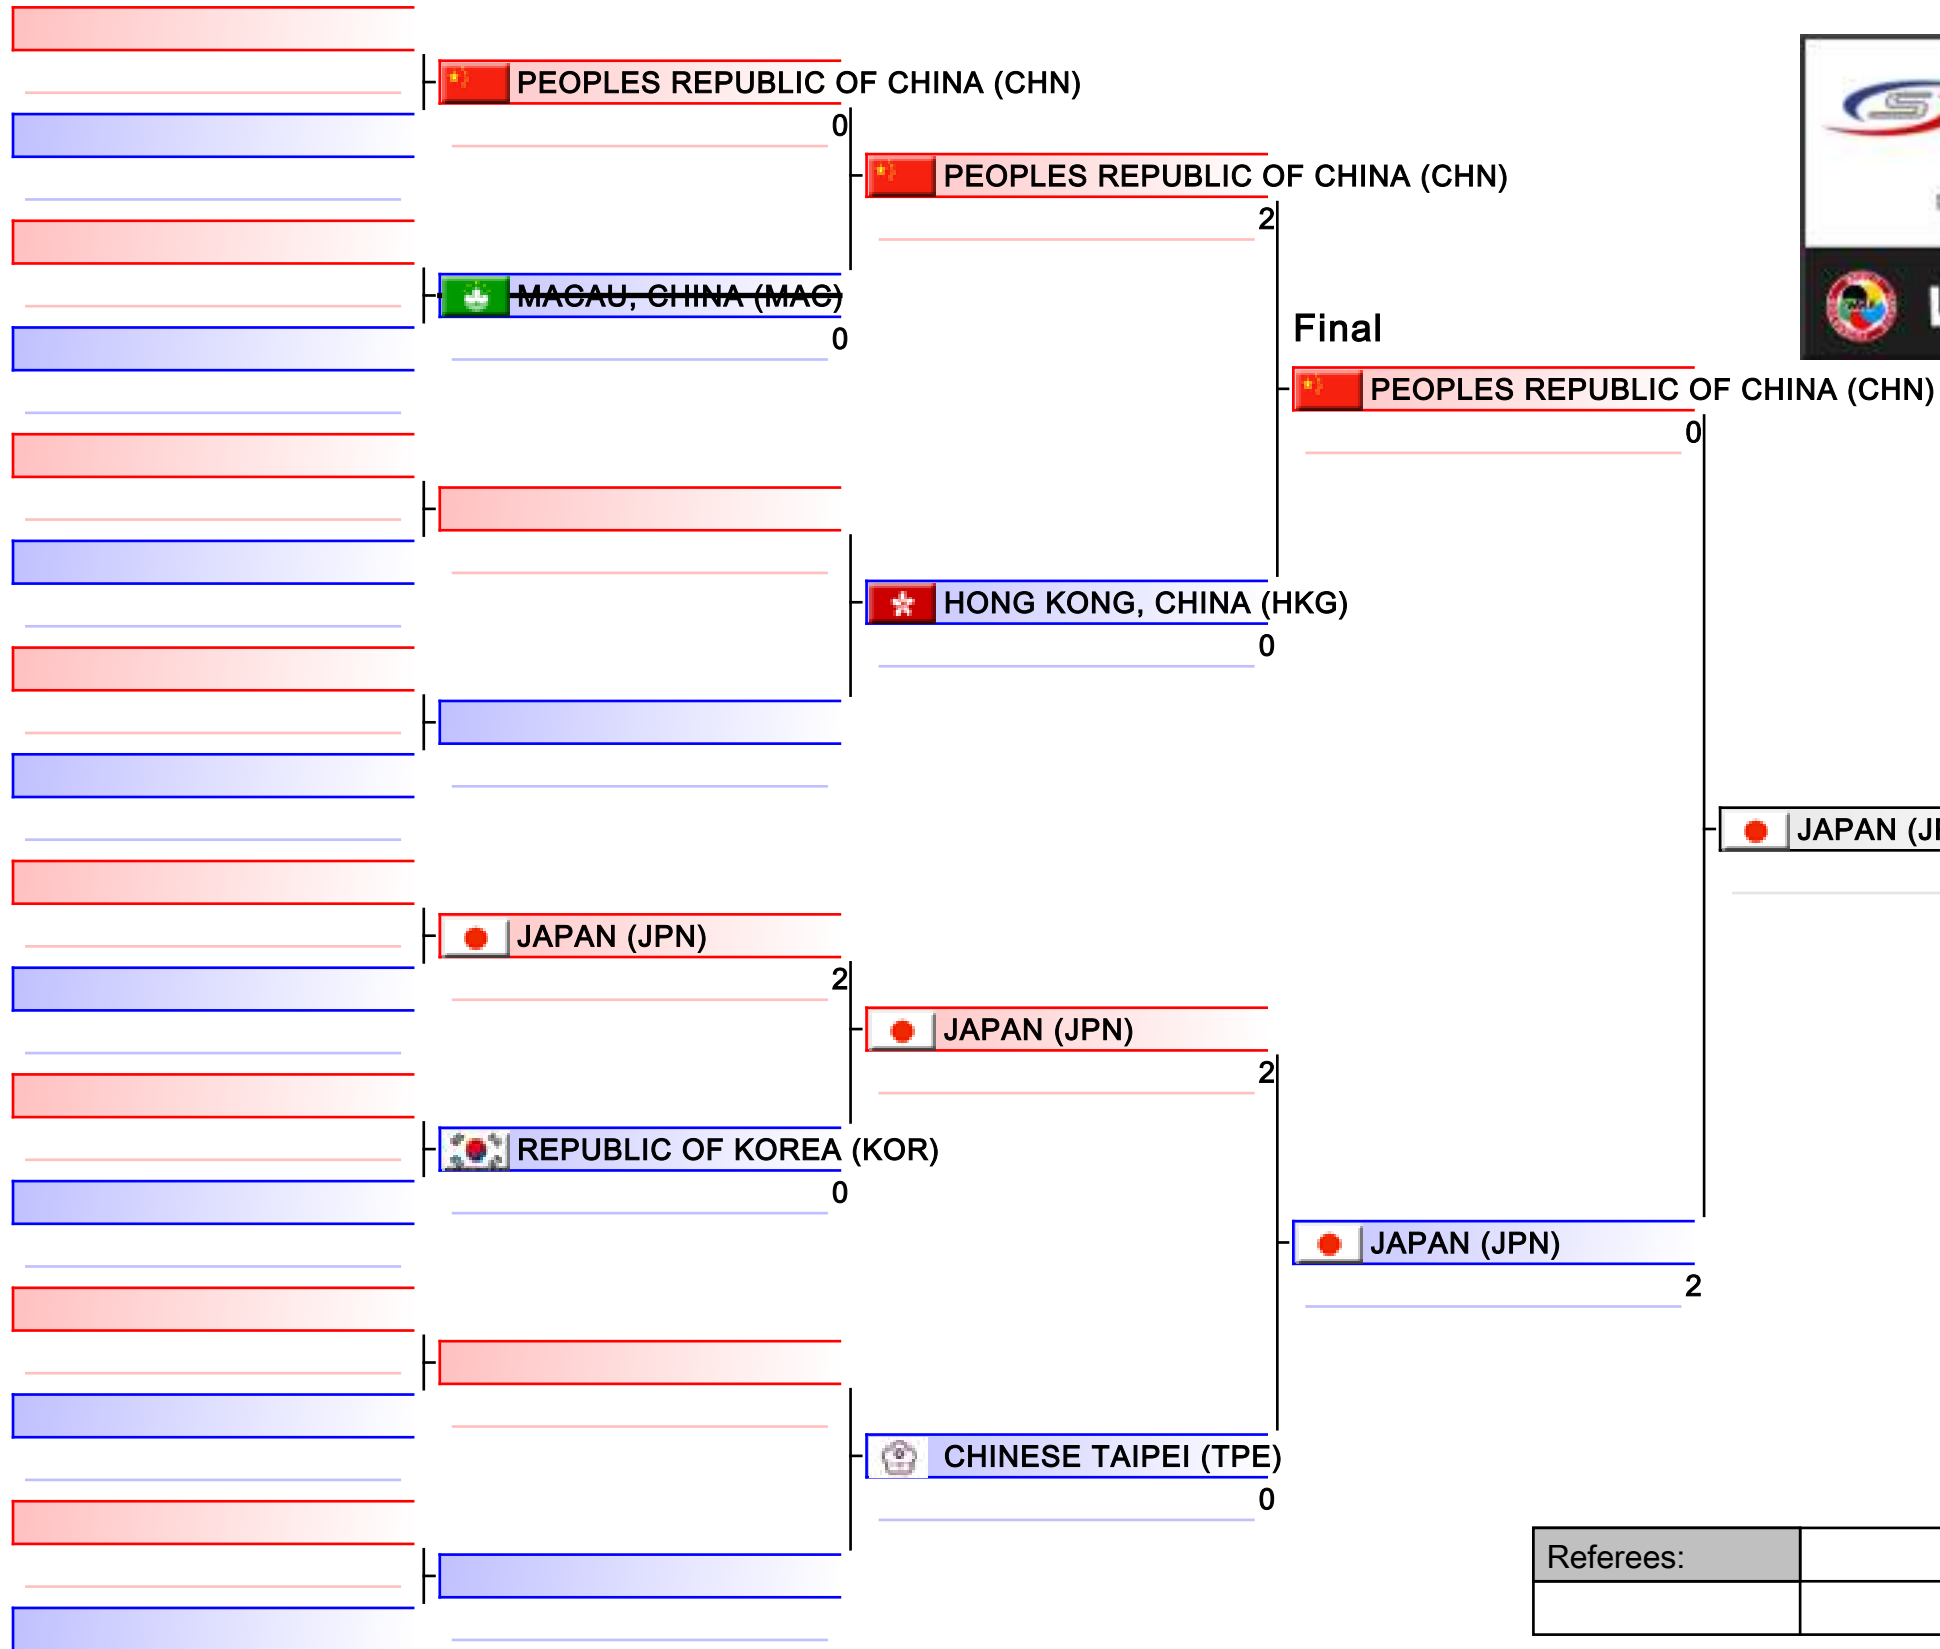 PEOPLES REPUBLIC OF CHINA (CHN)
0
PEOPLES REPUBLIC OF CHINA (CHN)
2
MACAU, CHINA (MAC)
0
Final
PEOPLES REPUBLIC OF CHINA (CHN)
0
HONG KONG, CHINA (HKG)
0
JAPAN (J
JAPAN (JPN)
2
JAPAN (JPN)
2
REPUBLIC OF KOREA (KOR)
0
JAPAN (JPN)
2
CHINESE TAIPEI (TPE)
0
Referees: